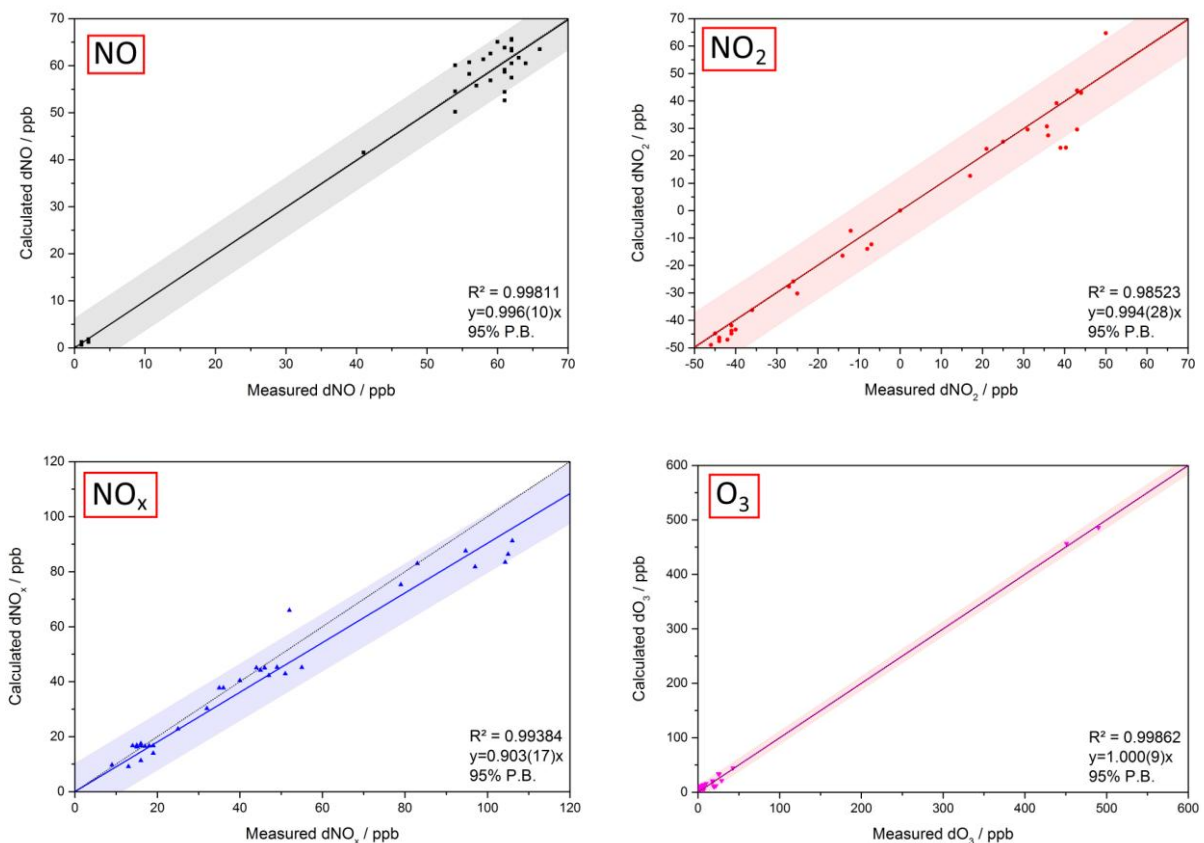 NO
Calculated dNO / ppb
70
60
50
40
30
20
10
0
R² = 0.99811
y=0.996(10)x
95% P.B.
0 10 20 30 40 50 60 70
Measured dNO / ppb
NO₂
Calculated dNO₂ / ppb
70
60
50
40
30
20
10
0
-10
-20
-30
-40
-50
R² = 0.98523
y=0.994(28)x
95% P.B.
-50 -40 -30 -20 -10 0 10 20 30 40 50 60 70
Measured dNO₂ / ppb
NOₓ
Calculated dNOₓ / ppb
120
100
80
60
40
20
0
R² = 0.99384
y=0.903(17)x
95% P.B.
0 20 40 60 80 100 120
Measured dNOₓ / ppb
O₃
Calculated dO₃ / ppb
600
500
400
300
200
100
0
R² = 0.99862
y=1.000(9)x
95% P.B.
0 100 200 300 400 500 600
Measured dO₃ / ppb